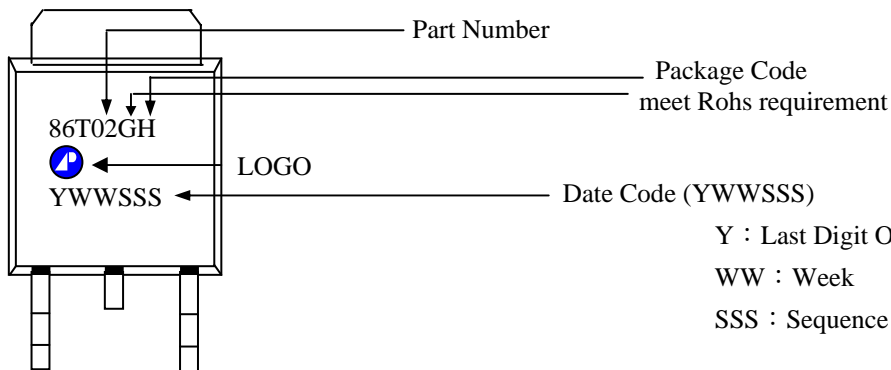 Part Number
Package Code
meet Rohs requirement
86T02GH
LOGO
YWWSSS
Date Code (YWWSSS)
Y：Last Digit O
WW：Week
SSS：Sequence